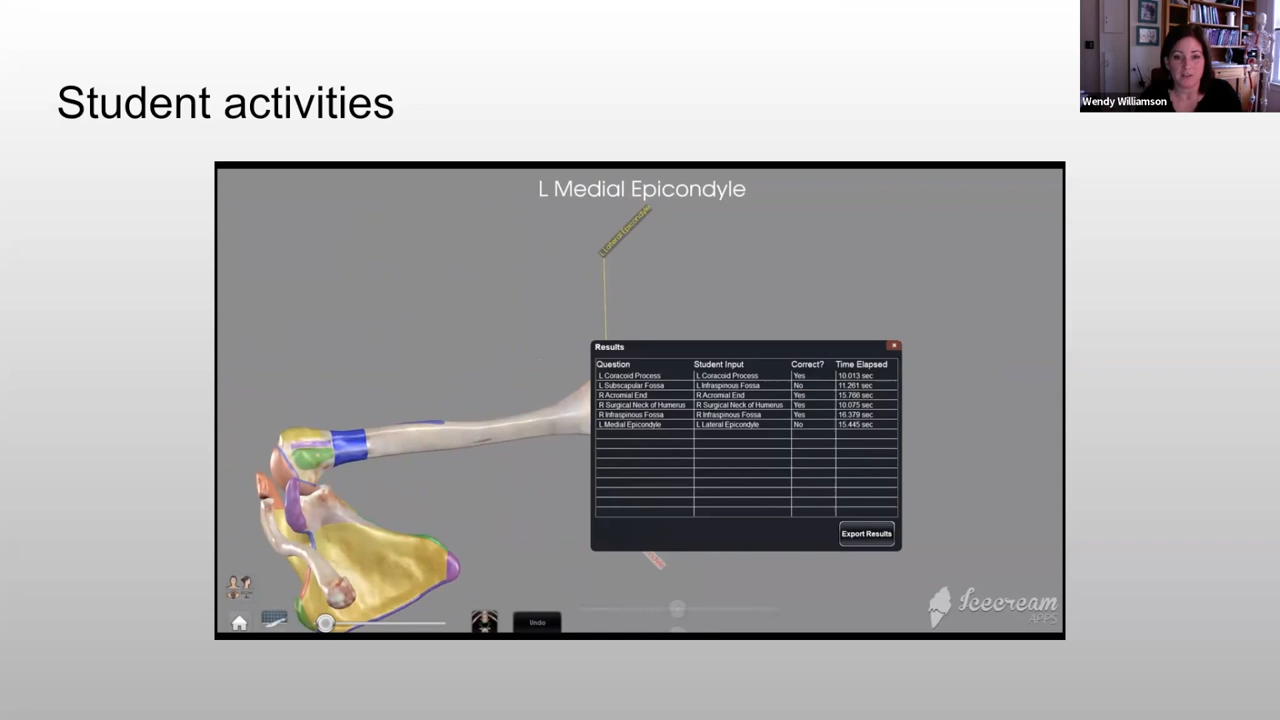 Wendy Williamson
Student activities
L Medial Epicondyle
L Lateral Epicondyle
Results
Question Student Input Correct? Time Elapsed
L Coracoid Process L Coracoid Process Yes 10.013 sec
L Subscapular Fossa L Infraspinous Fossa No 11.261 sec
R Acromial End R Acromial End Yes 15.766 sec
R Surgical Neck of Humerus R Surgical Neck of Humerus Yes 10.075 sec
R Infraspinous Fossa R Infraspinous Fossa Yes 16.379 sec
L Medial Epicondyle L Lateral Epicondyle No 15.445 sec
Export Results
Undo
Icecream
APPS